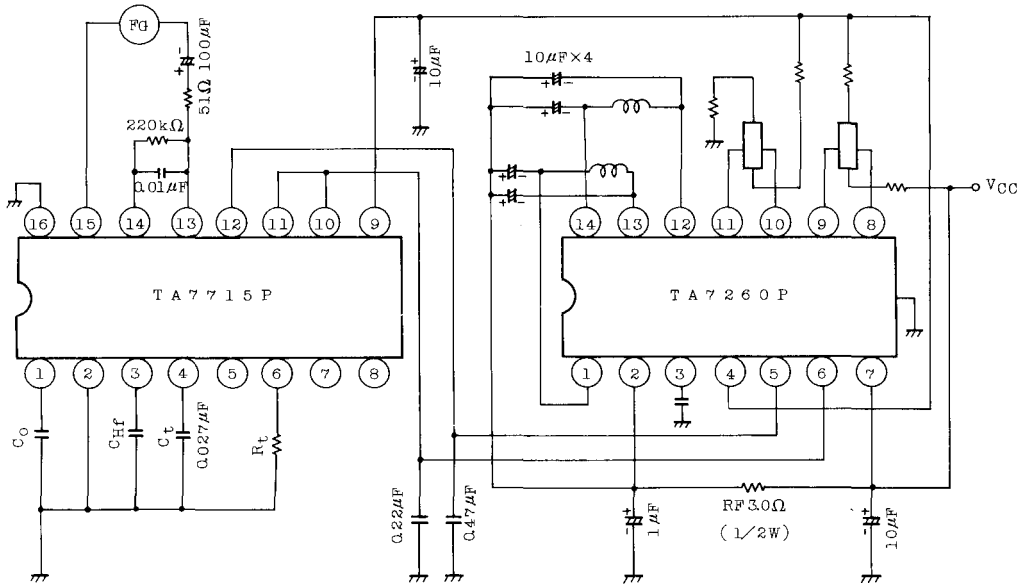 FG
100µF
51Ω
220kΩ
0.01µF
10µF
10µF×4
VCC
16 15 14 13 12 11 10 9
14 13 12 11 10 9 8
TA7715P
TA7260P
1 2 3 4 5 6 7 8
1 2 3 4 5 6 7
Co
CHf
Ct
0.027µF
Rt
0.22µF
0.47µF
1µF
RF3.0Ω
(1/2W)
10µF